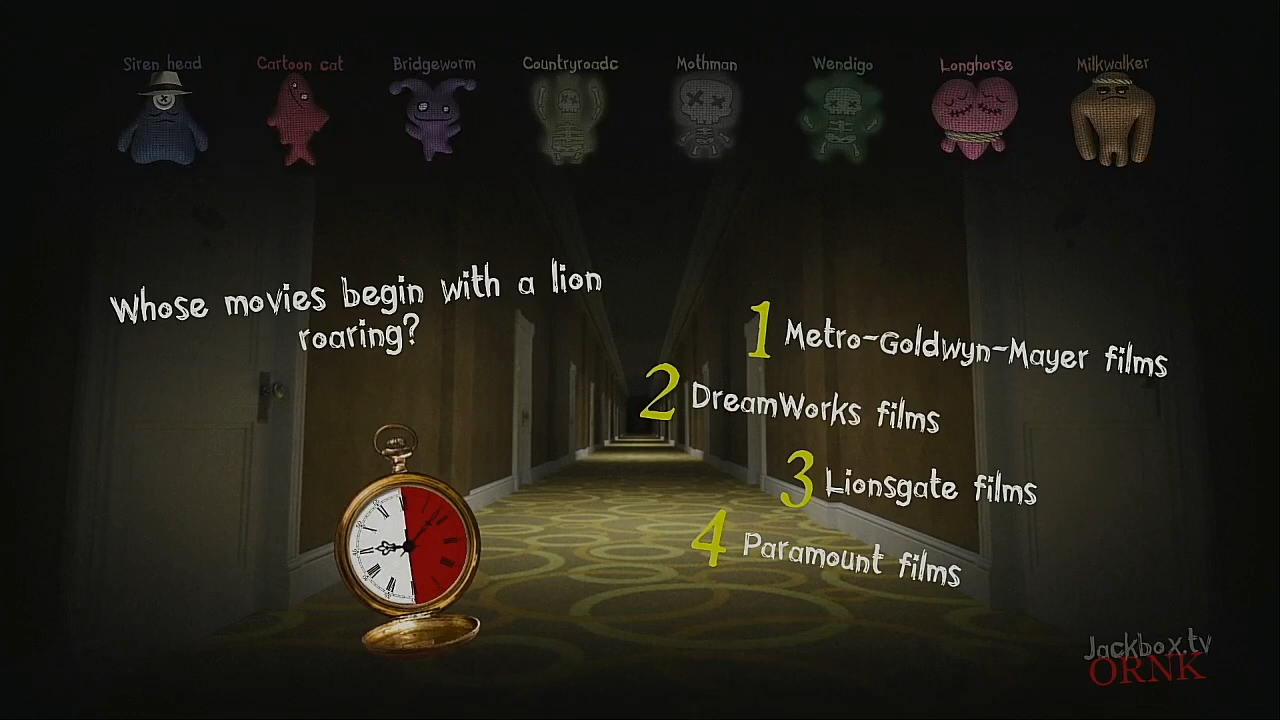 Siren head
Cartoon cat
Bridgeworm
Countryroadc
Mothman
Wendigo
Longhorse
Milkwalker
Whose movies begin with a lion
roaring?
1 Metro-Goldwyn-Mayer films
2 DreamWorks films
3 Lionsgate films
4 Paramount films
Jackbox.tv
ORNK